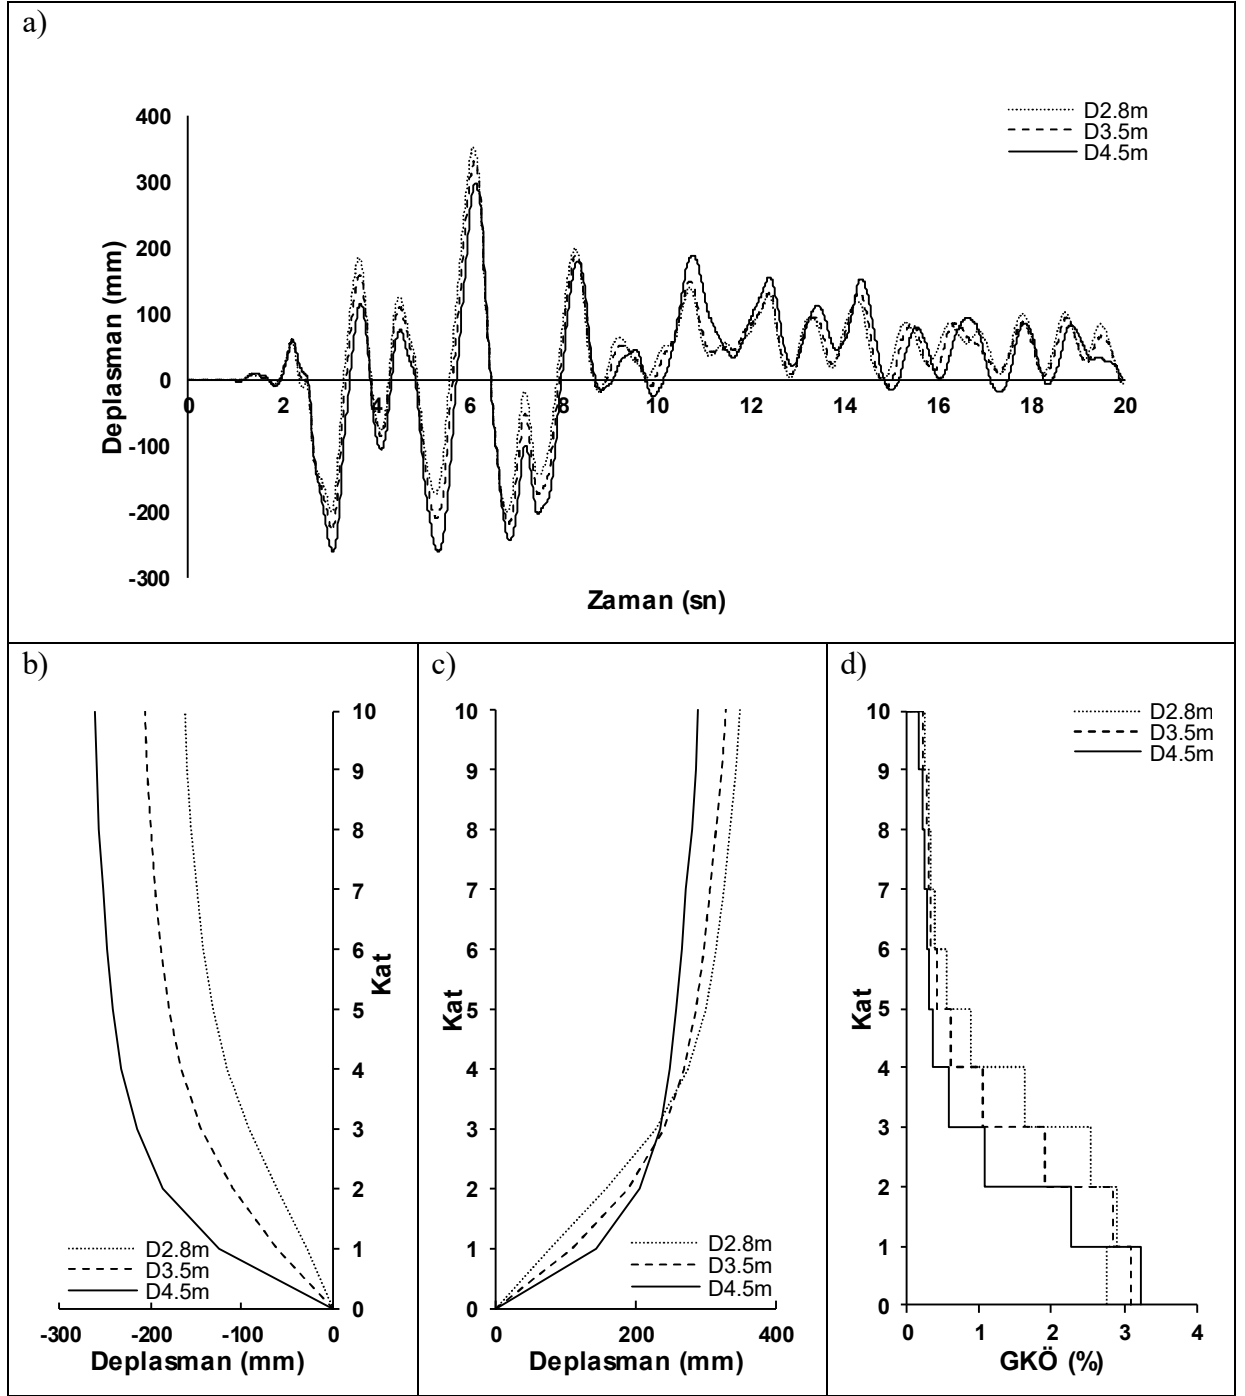 a)
D2.8m
D3.5m
D4.5m
400
300
200
100
0
-100
-200
-300
Deplasman (mm)
0 2 4 6 8 10 12 14 16 18 20
Zaman (sn)
b)
10
9
8
7
6
5
4
3
2
1
0
Kat
D2.8m
D3.5m
D4.5m
-300 -200 -100 0
Deplasman (mm)
c)
10
9
8
7
6
5
4
3
2
1
0
Kat
D2.8m
D3.5m
D4.5m
0 200 400
Deplasman (mm)
d)
D2.8m
D3.5m
D4.5m
10
9
8
7
6
5
4
3
2
1
0
Kat
0 1 2 3 4
GKÖ (%)